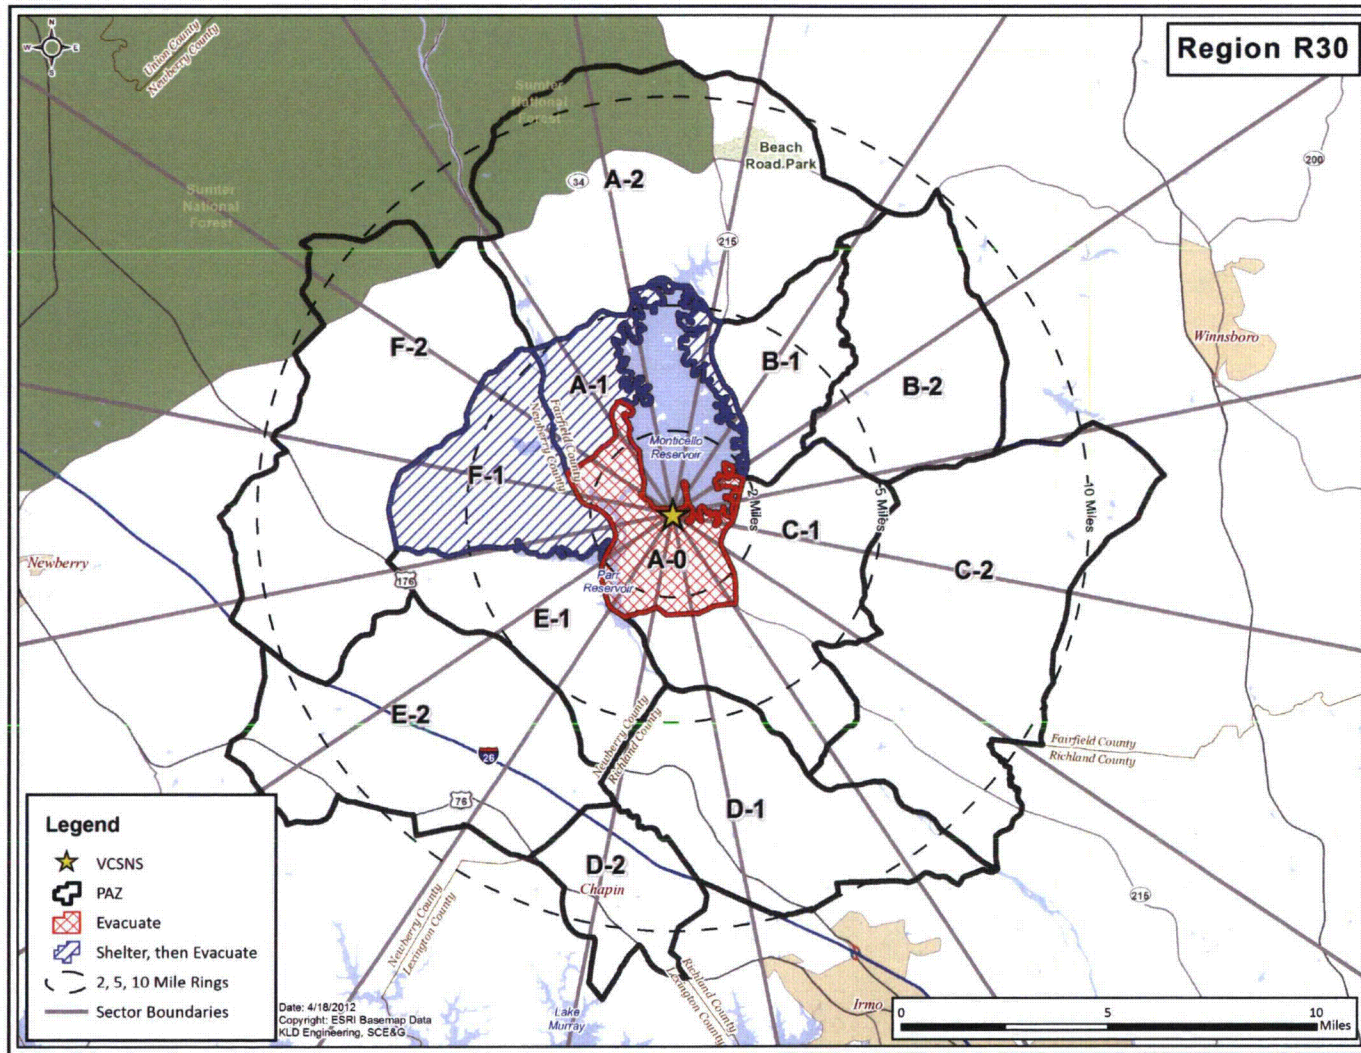 Region R30
N
W
E
S
Union County
Newberry County
Sumter
National
Forest
Beach
Road Park
200
34
A-2
Sumter
National
Forest
215
F-2
A-1
B-1
B-2
Winnsboro
Fairfield County
Newberry County
Monticello
Reservoir
F-1
2 Miles
5 Miles
10 Miles
C-1
A-0
C-2
Newberry
176
Parr
Reservoir
E-1
E-2
Newberry County
Richland County
Fairfield County
Richland County
26
76
D-1
D-2
Chapin
215
Newberry County
Lexington County
Richland County
Lexington County
Irmo
Lake
Murray
Legend
VCSNS
PAZ
Evacuate
Shelter, then Evacuate
2, 5, 10 Mile Rings
Sector Boundaries
Date: 4/18/2012
Copyright: ESRI Basemap Data
KLD Engineering, SCE&G
0
5
10
Miles